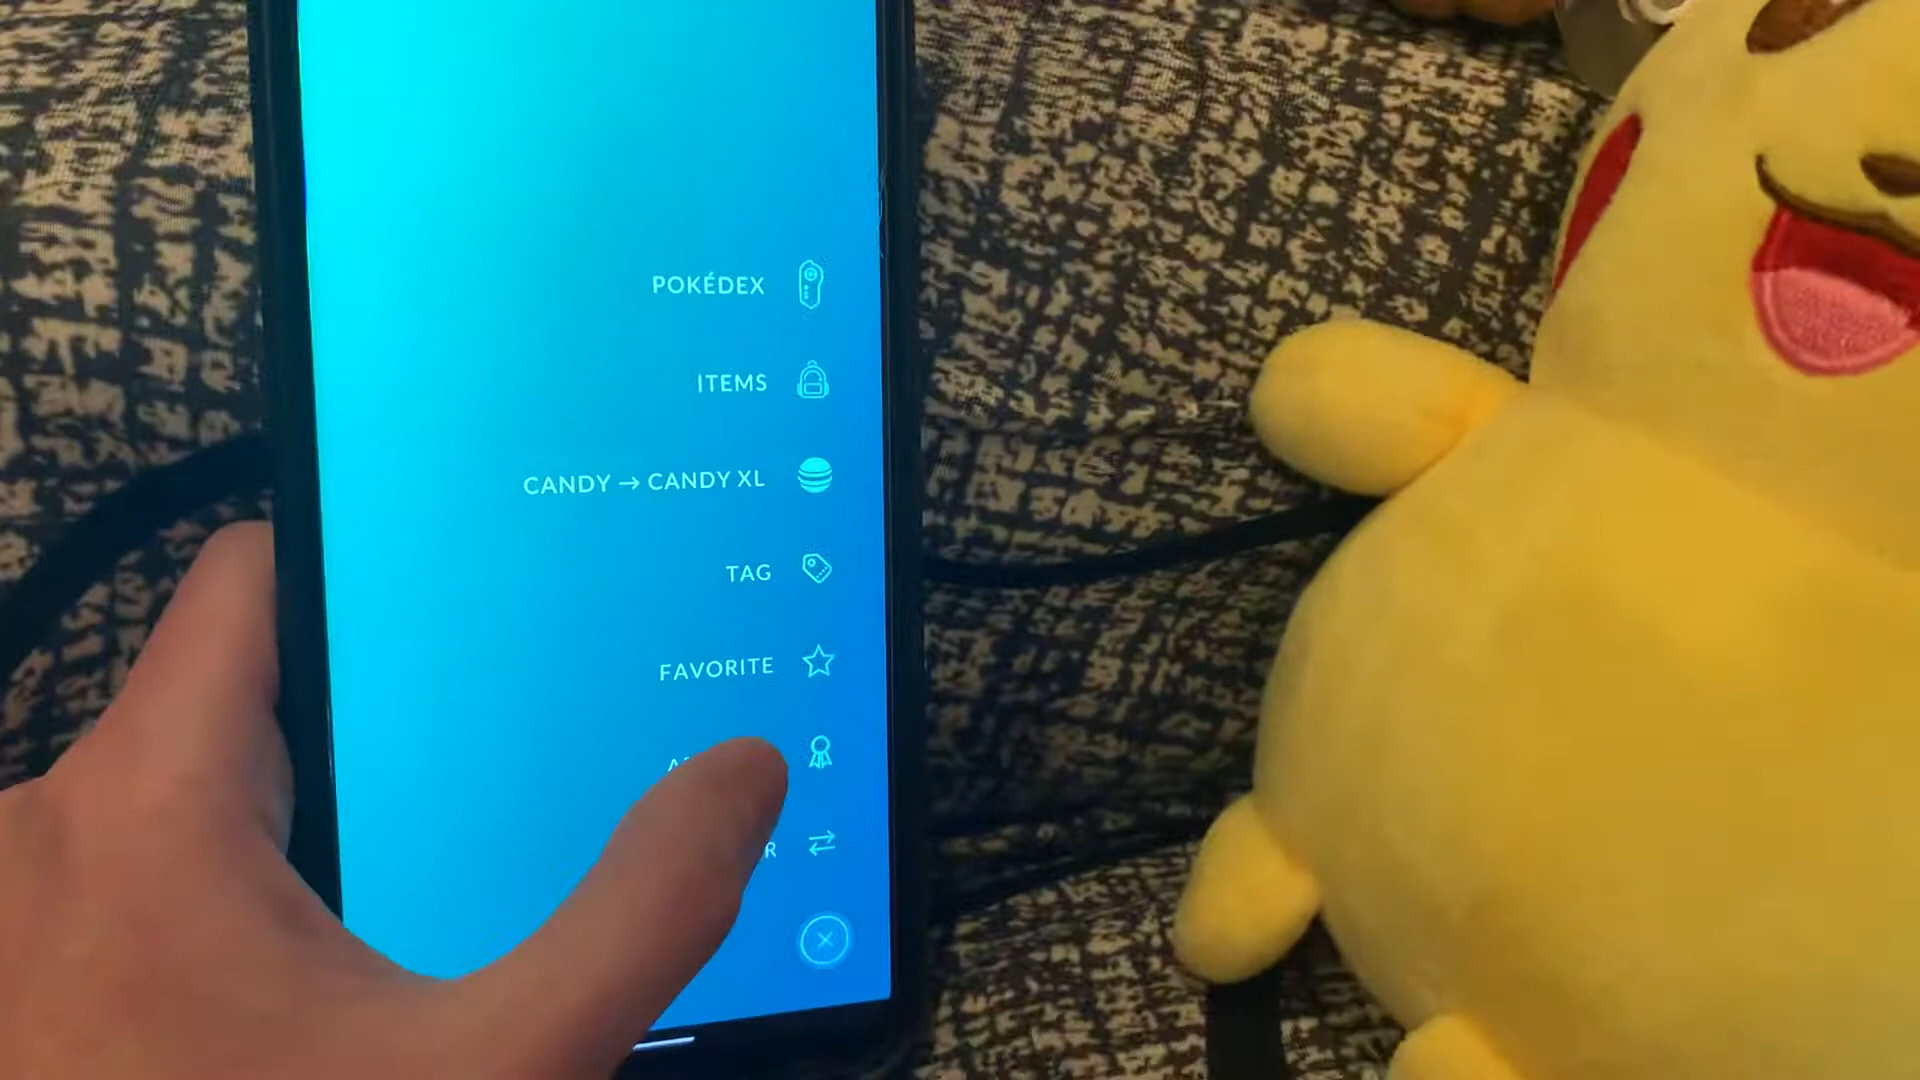 POKÉDEX
ITEMS
CANDY → CANDY XL
TAG
FAVORITE